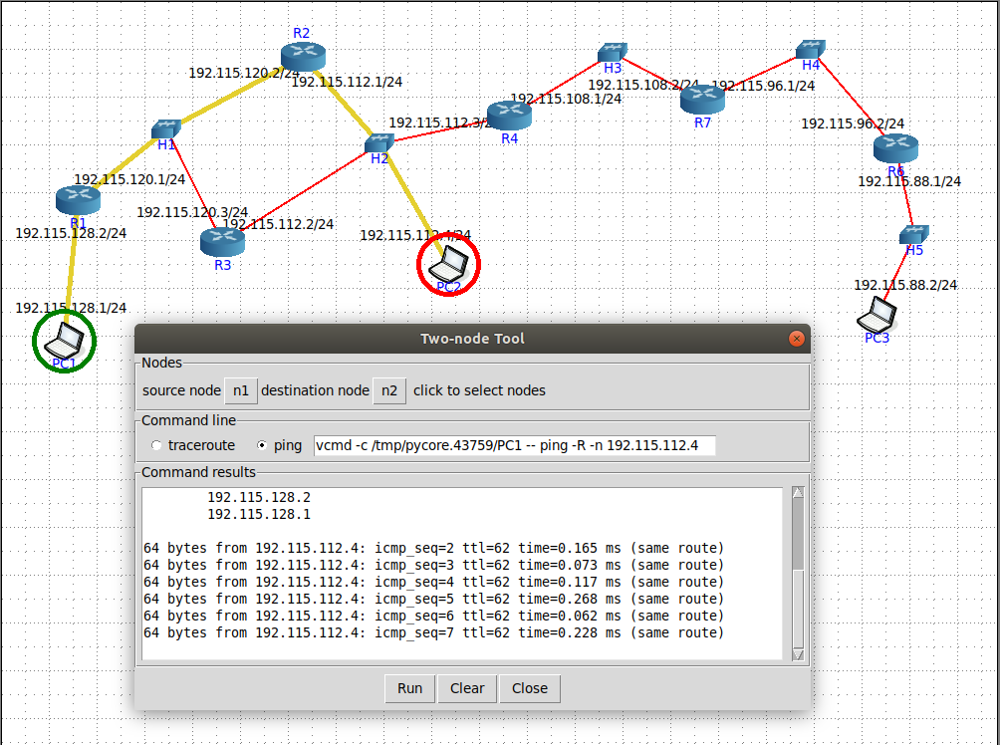 R2
192.115.120.2/24
192.115.112.1/24
H3
H4
192.115.108.2/24
192.115.96.1/24
192.115.108.1/24
R7
H1
192.115.112.3/2
R4
192.115.96.2/24
H2
R6
192.115.88.1/24
192.115.120.1/24
R1
192.115.120.3/24
192.115.112.2/24
192.115.128.2/24
192.115.112.4/24
R3
H5
PC2
192.115.88.2/24
192.115.128.1/24
PC3
PC1
Two-node Tool
Nodes
source node n1 destination node n2 click to select nodes
Command line
traceroute ping vcmd -c /tmp/pycore.43759/PC1 -- ping -R -n 192.115.112.4
Command results
192.115.128.2
192.115.128.1
64 bytes from 192.115.112.4: icmp_seq=2 ttl=62 time=0.165 ms (same route)
64 bytes from 192.115.112.4: icmp_seq=3 ttl=62 time=0.073 ms (same route)
64 bytes from 192.115.112.4: icmp_seq=4 ttl=62 time=0.117 ms (same route)
64 bytes from 192.115.112.4: icmp_seq=5 ttl=62 time=0.268 ms (same route)
64 bytes from 192.115.112.4: icmp_seq=6 ttl=62 time=0.062 ms (same route)
64 bytes from 192.115.112.4: icmp_seq=7 ttl=62 time=0.228 ms (same route)
Run Clear Close